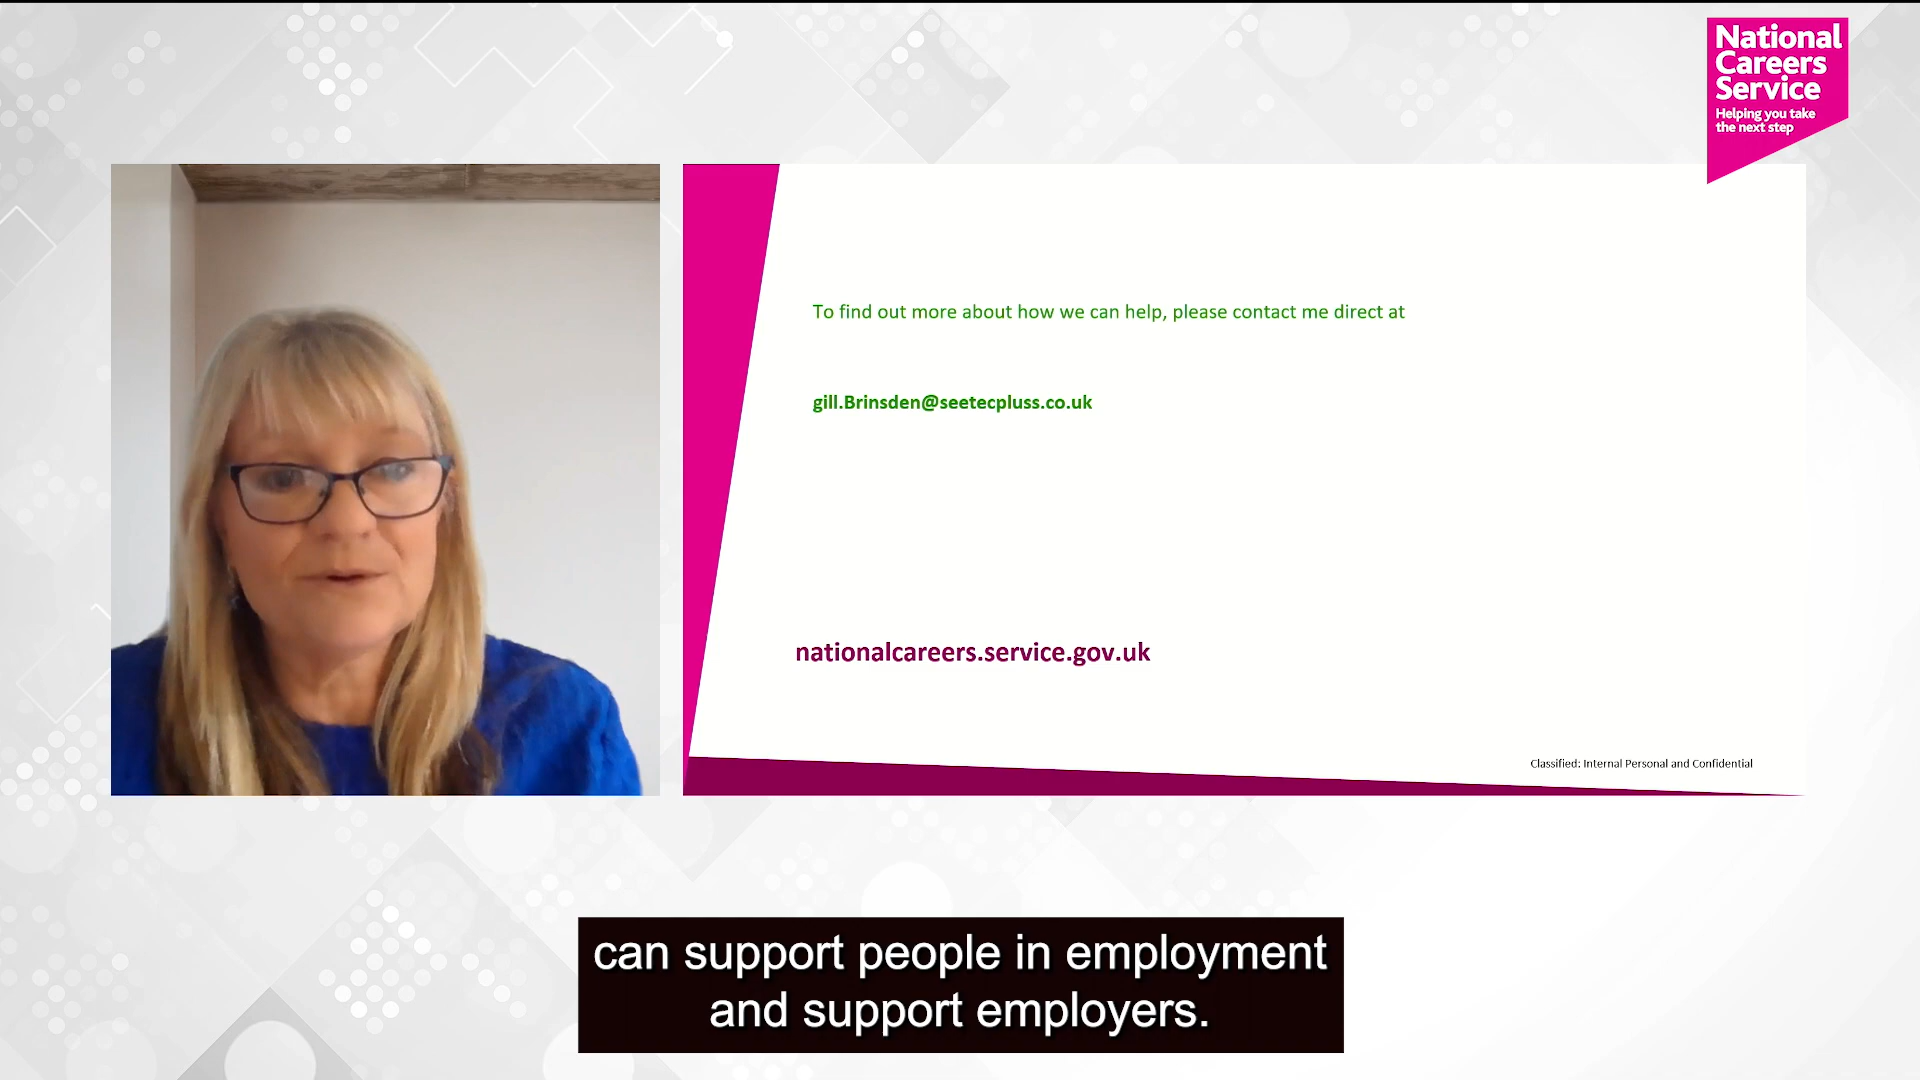 National
Careers
Service
Helping you take
the next step
To find out more about how we can help, please contact me direct at
gill.Brinsden@seetecpluss.co.uk
nationalcareers.service.gov.uk
Classified: Internal Personal and Confidential
can support people in employment
and support employers.